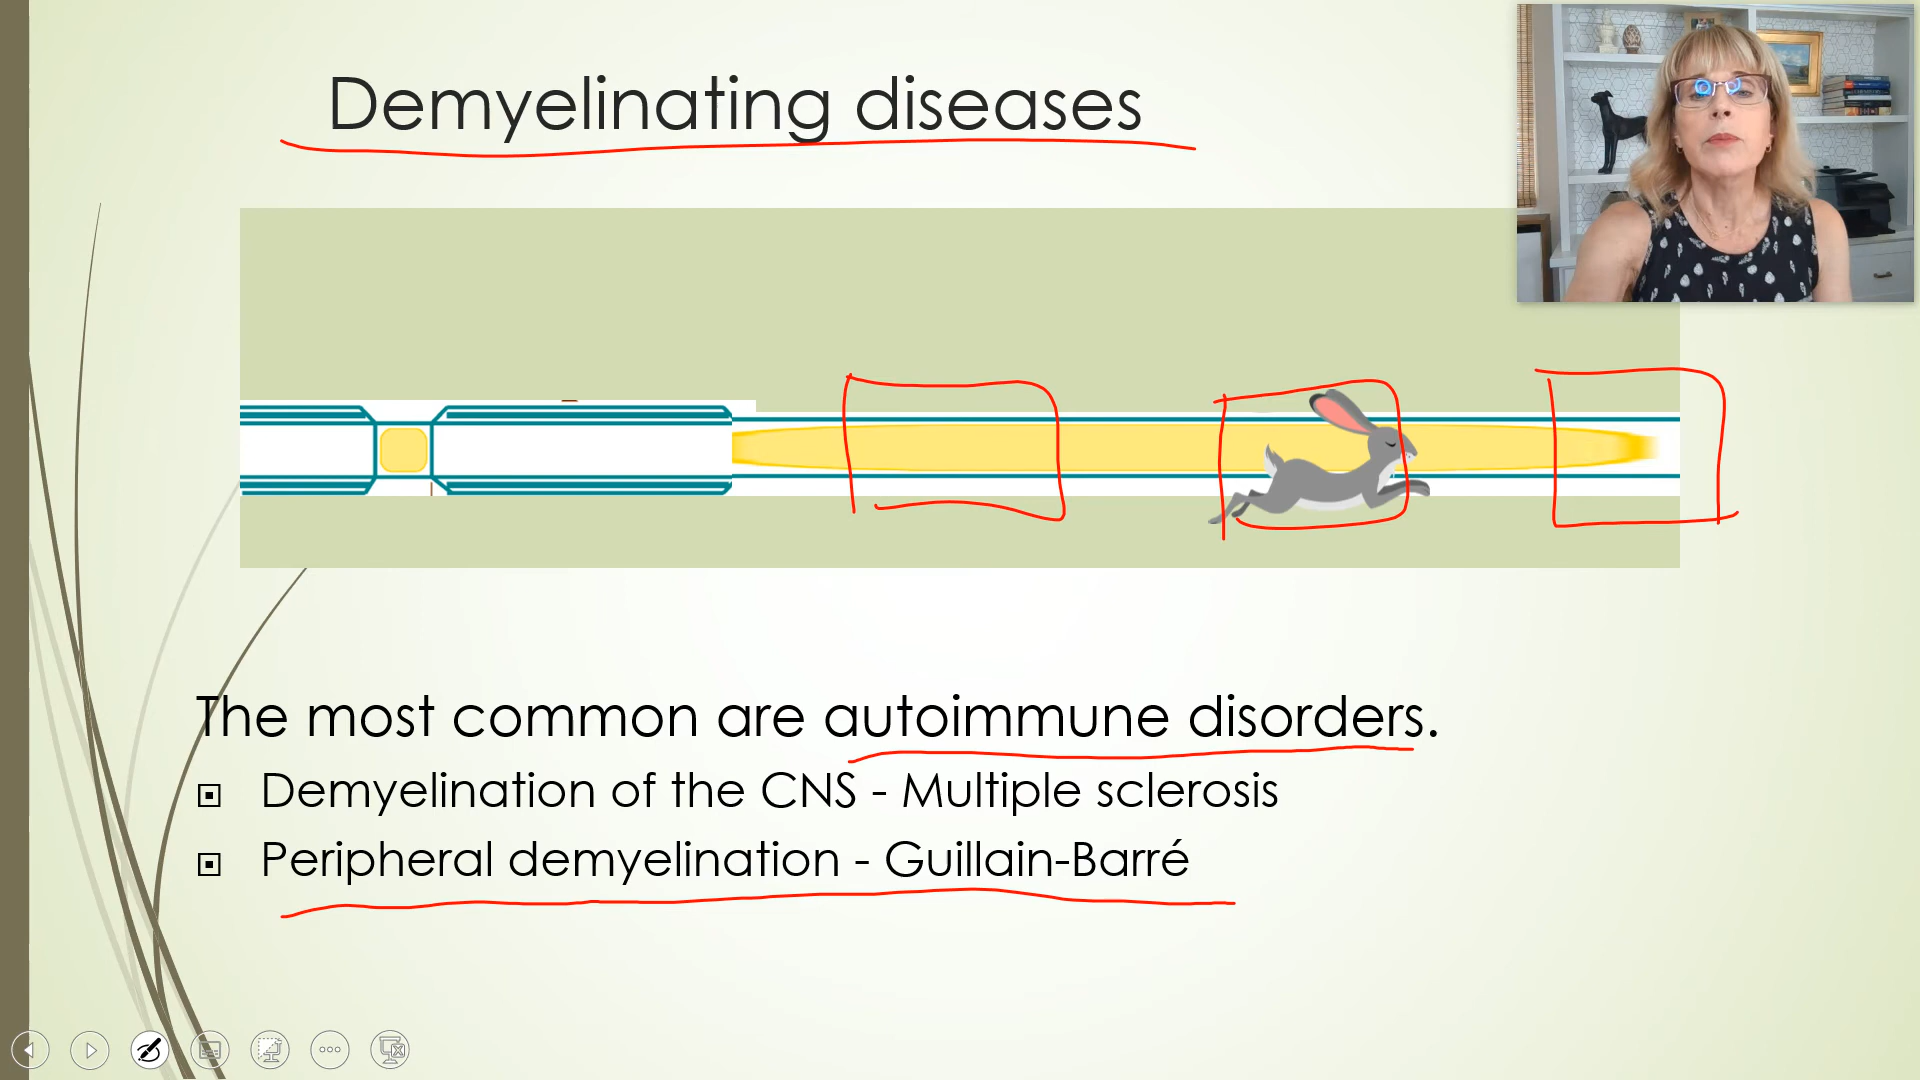 Demyelinating diseases
The most common are autoimmune disorders.
Demyelination of the CNS - Multiple sclerosis
Peripheral demyelination - Guillain-Barré